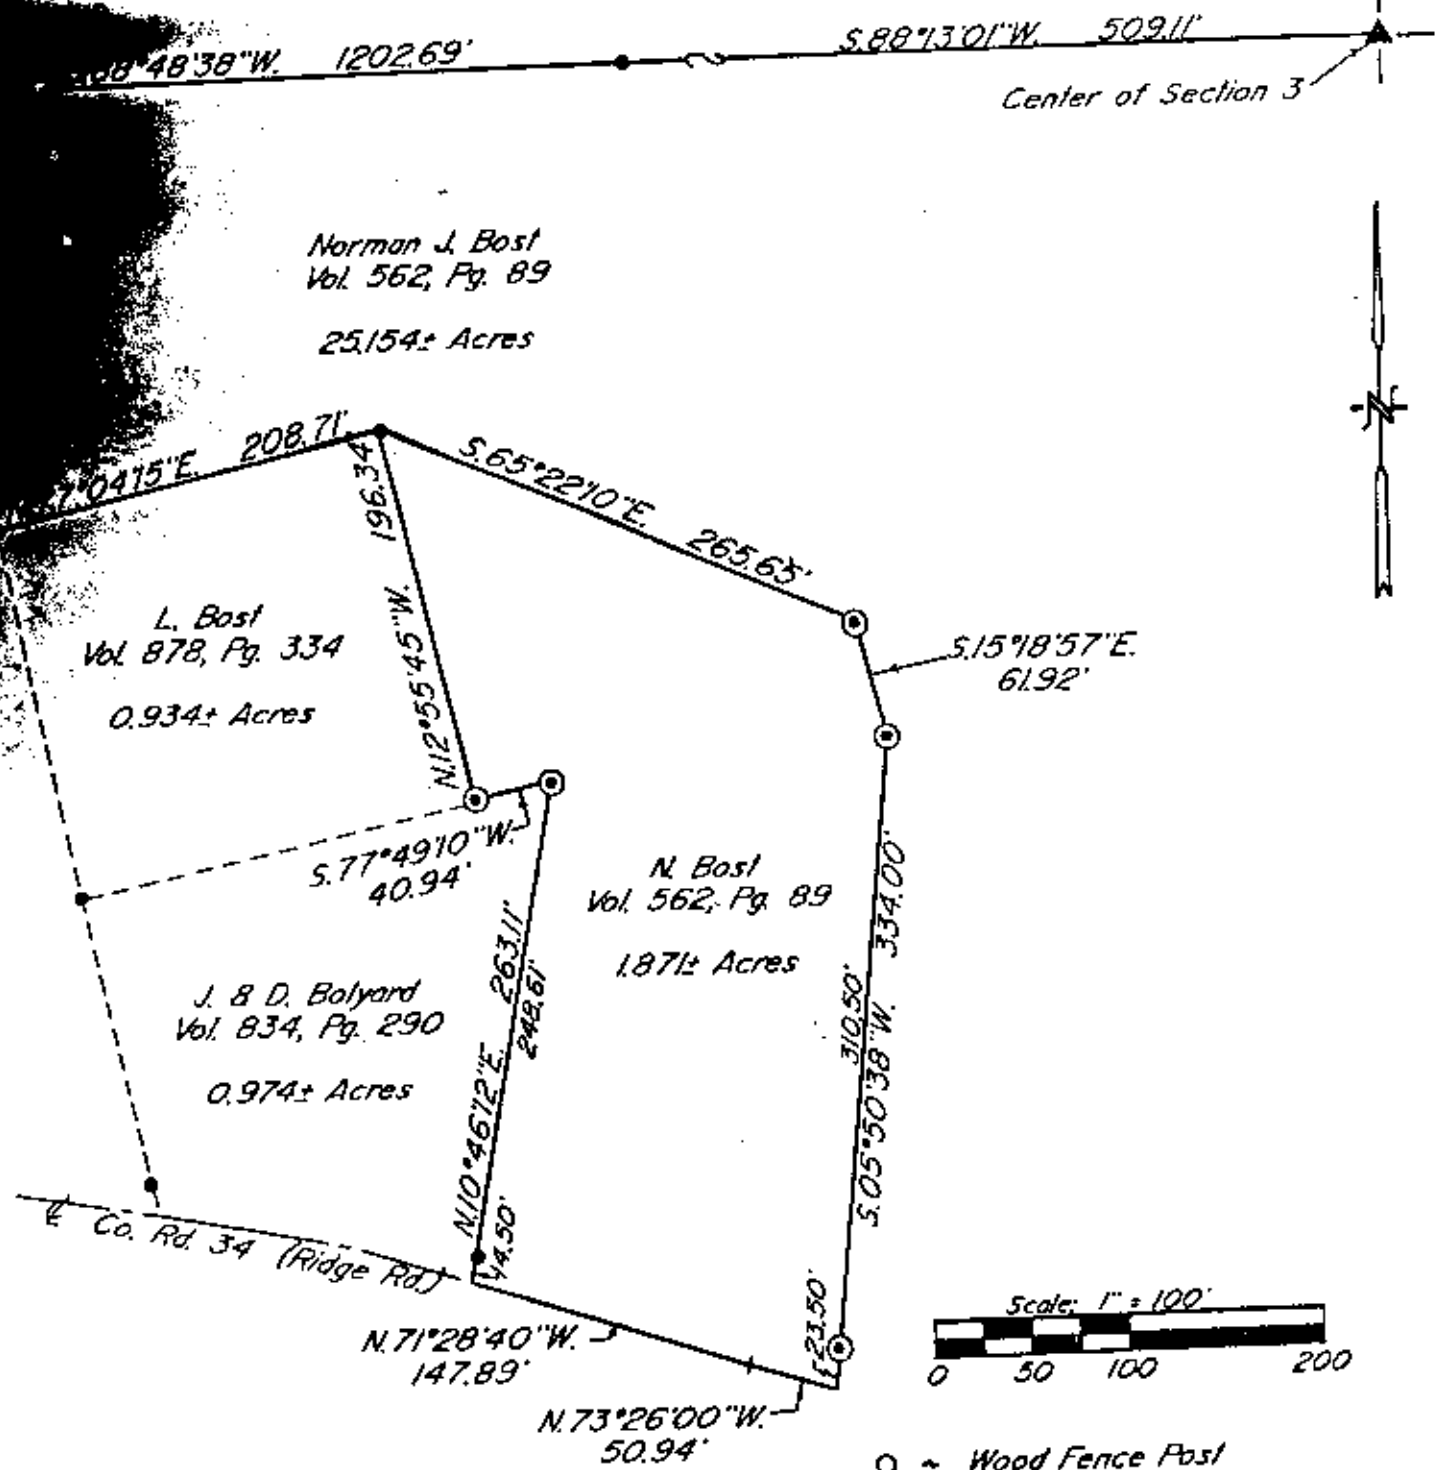 48'38"W. 1202.69'
S.88°13'01"W. 509.11'
Center of Section 3
Norman J. Bost
Vol. 562, Pg. 89
25.154± Acres
7°04'15"E. 208.71'
196.34'
N.12°55'45"W.
S.65°22'10"E. 265.65'
L. Bost
Vol. 878, Pg. 334
0.934± Acres
S.15°18'57"E.
61.92'
S.77°49'10"W.
40.94'
N. Bost
Vol. 562, Pg. 89
1.871± Acres
334.00'
310.50'
S.05°50'38"W.
263.11'
248.61'
N.10°46'12"E.
J. & D. Bolyard
Vol. 834, Pg. 290
0.974± Acres
14.50'
Co. Rd. 34 (Ridge Rd.)
23.50'
N
Scale: 1" = 100'
0 50 100 200
N.71°28'40"W.
147.89'
N.73°26'00"W.
50.94'
O ~ Wood Fence Post